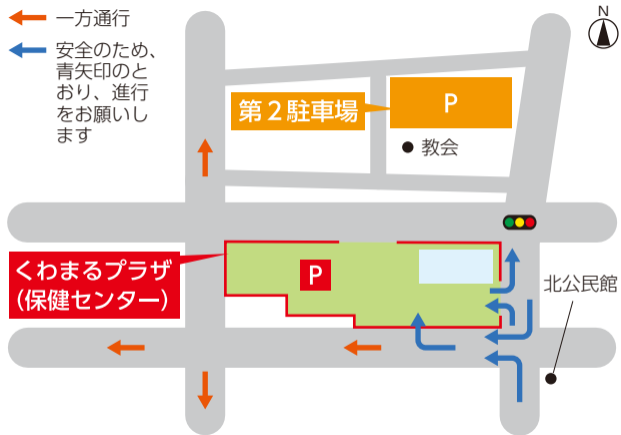 一方通行
安全のため、
青矢印のと
おり、進行
をお願いし
ます
N
第２駐車場
P
教会
くわまるプラザ
（保健センター）
P
北公民館